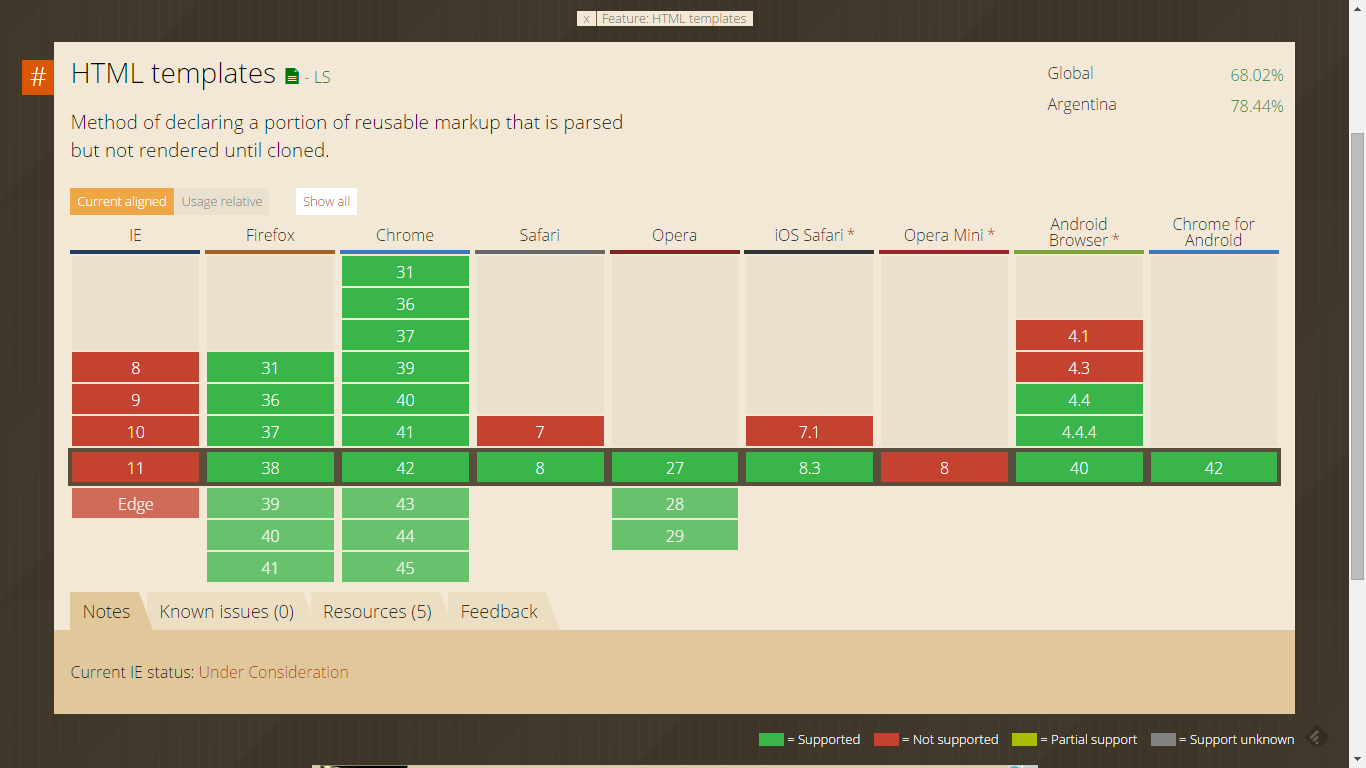 x Feature: HTML templates
# HTML templates - LS
Global 68.02%
Argentina 78.44%
Method of declaring a portion of reusable markup that is parsed
but not rendered until cloned.
Current aligned Usage relative Show all
IE Firefox Chrome Safari Opera iOS Safari * Opera Mini * Android Browser * Chrome for Android
31
36
37 4.1
8 31 39 4.3
9 36 40 4.4
10 37 41 7 7.1 4.4.4
11 38 42 8 27 8.3 8 40 42
Edge 39 43 28
40 44 29
41 45
Notes Known issues (0) Resources (5) Feedback
Current IE status: Under Consideration
= Supported = Not supported = Partial support = Support unknown